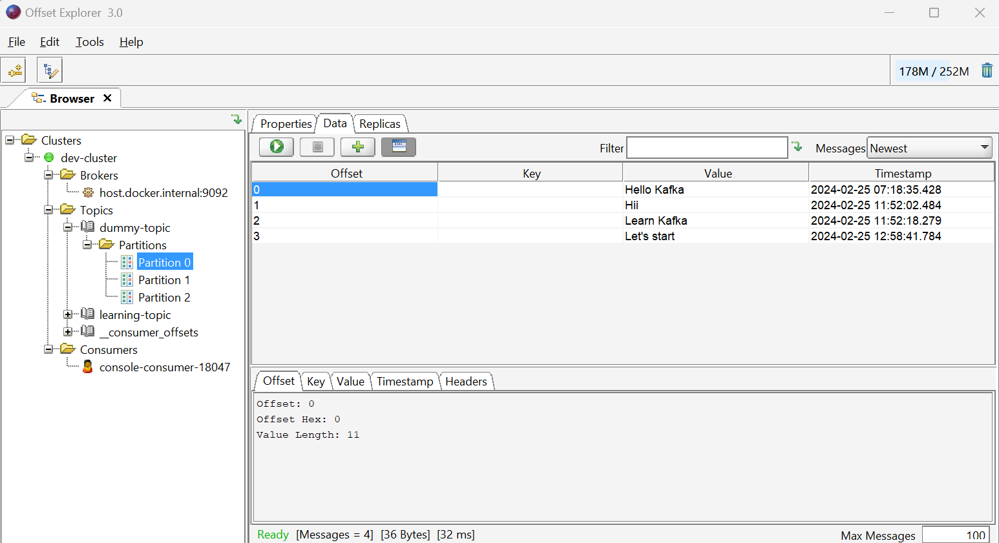 Offset Explorer 3.0
File Edit Tools Help
178M / 252M
Browser
Properties Data Replicas
Filter Messages Newest
Clusters
dev-cluster
Brokers
host.docker.internal:9092
Topics
dummy-topic
Partitions
Partition 0
Partition 1
Partition 2
learning-topic
__consumer_offsets
Consumers
console-consumer-18047
Offset Key Value Timestamp
0 Hello Kafka 2024-02-25 07:18:35.428
1 Hii 2024-02-25 11:52:02.484
2 Learn Kafka 2024-02-25 11:52:18.279
3 Let's start 2024-02-25 12:58:41.784
Offset Key Value Timestamp Headers
Offset: 0
Offset Hex: 0
Value Length: 11
Ready [Messages = 4] [36 Bytes] [32 ms] Max Messages 100